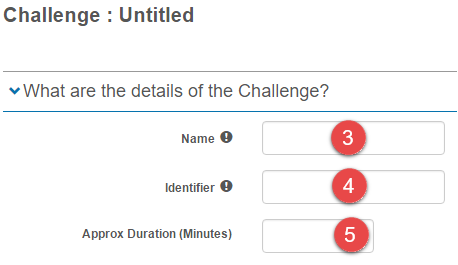 Challenge : Untitled
What are the details of the Challenge?
Name ! 3
Identifier ! 4
Approx Duration (Minutes) 5